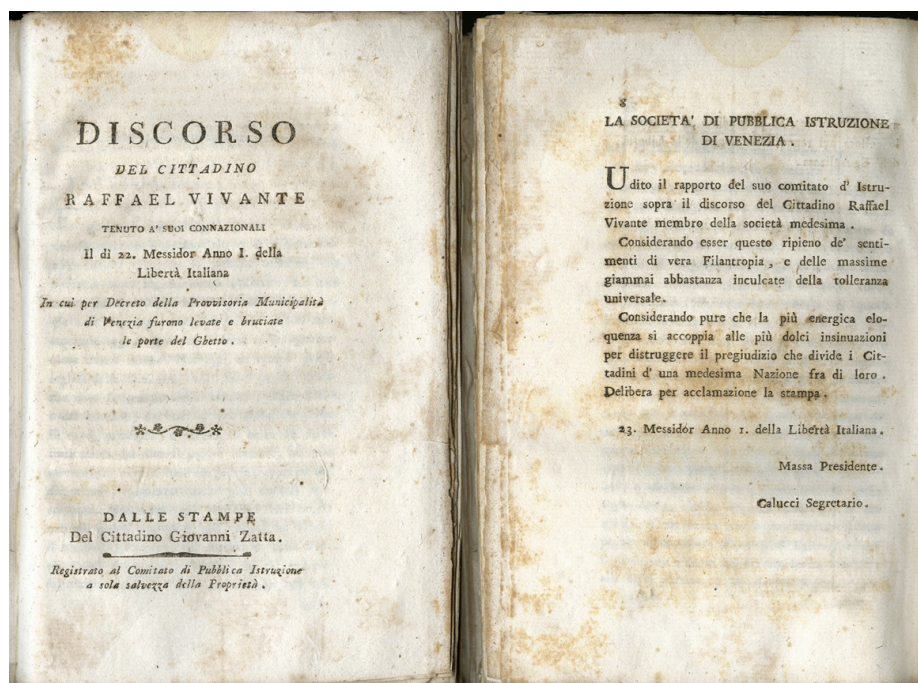 DISCORSO
DEL CITTADINO
RAFFAEL VIVANTE
TENUTO A' SUOI CONNAZIONALI
Il dì 22. Messidor Anno I. della
Libertà Italiana
In cui per Decreto della Provvisoria Municipalità
di Venezia furono levate e bruciate
le porte del Ghetto .
DALLE STAMPE
Del Cittadino Giovanni Zatta .
Registrato al Comitato di Pubblica Istruzione
a sola salvezza della Proprietà .
8
LA SOCIETA' DI PUBBLICA ISTRUZIONE
DI VENEZIA .
Udito il rapporto del suo comitato d' Istru-
zione sopra il discorso del Cittadino Raffael
Vivante membro della società medesima .
Considerando esser questo ripieno de' senti-
menti di vera Filantropia , e delle massime
giammai abbastanza inculcate della tolleranza
universale .
Considerando pure che la più energica elo-
quenza si accoppia alle più dolci insinuazioni
per distruggere il pregiudizio che divide i Cit-
tadini d' una medesima Nazione fra di loro .
Delibera per acclamazione la stampa .
23. Messidor Anno 1. della Libertà Italiana .
Massa Presidente .
Calucci Segretario .